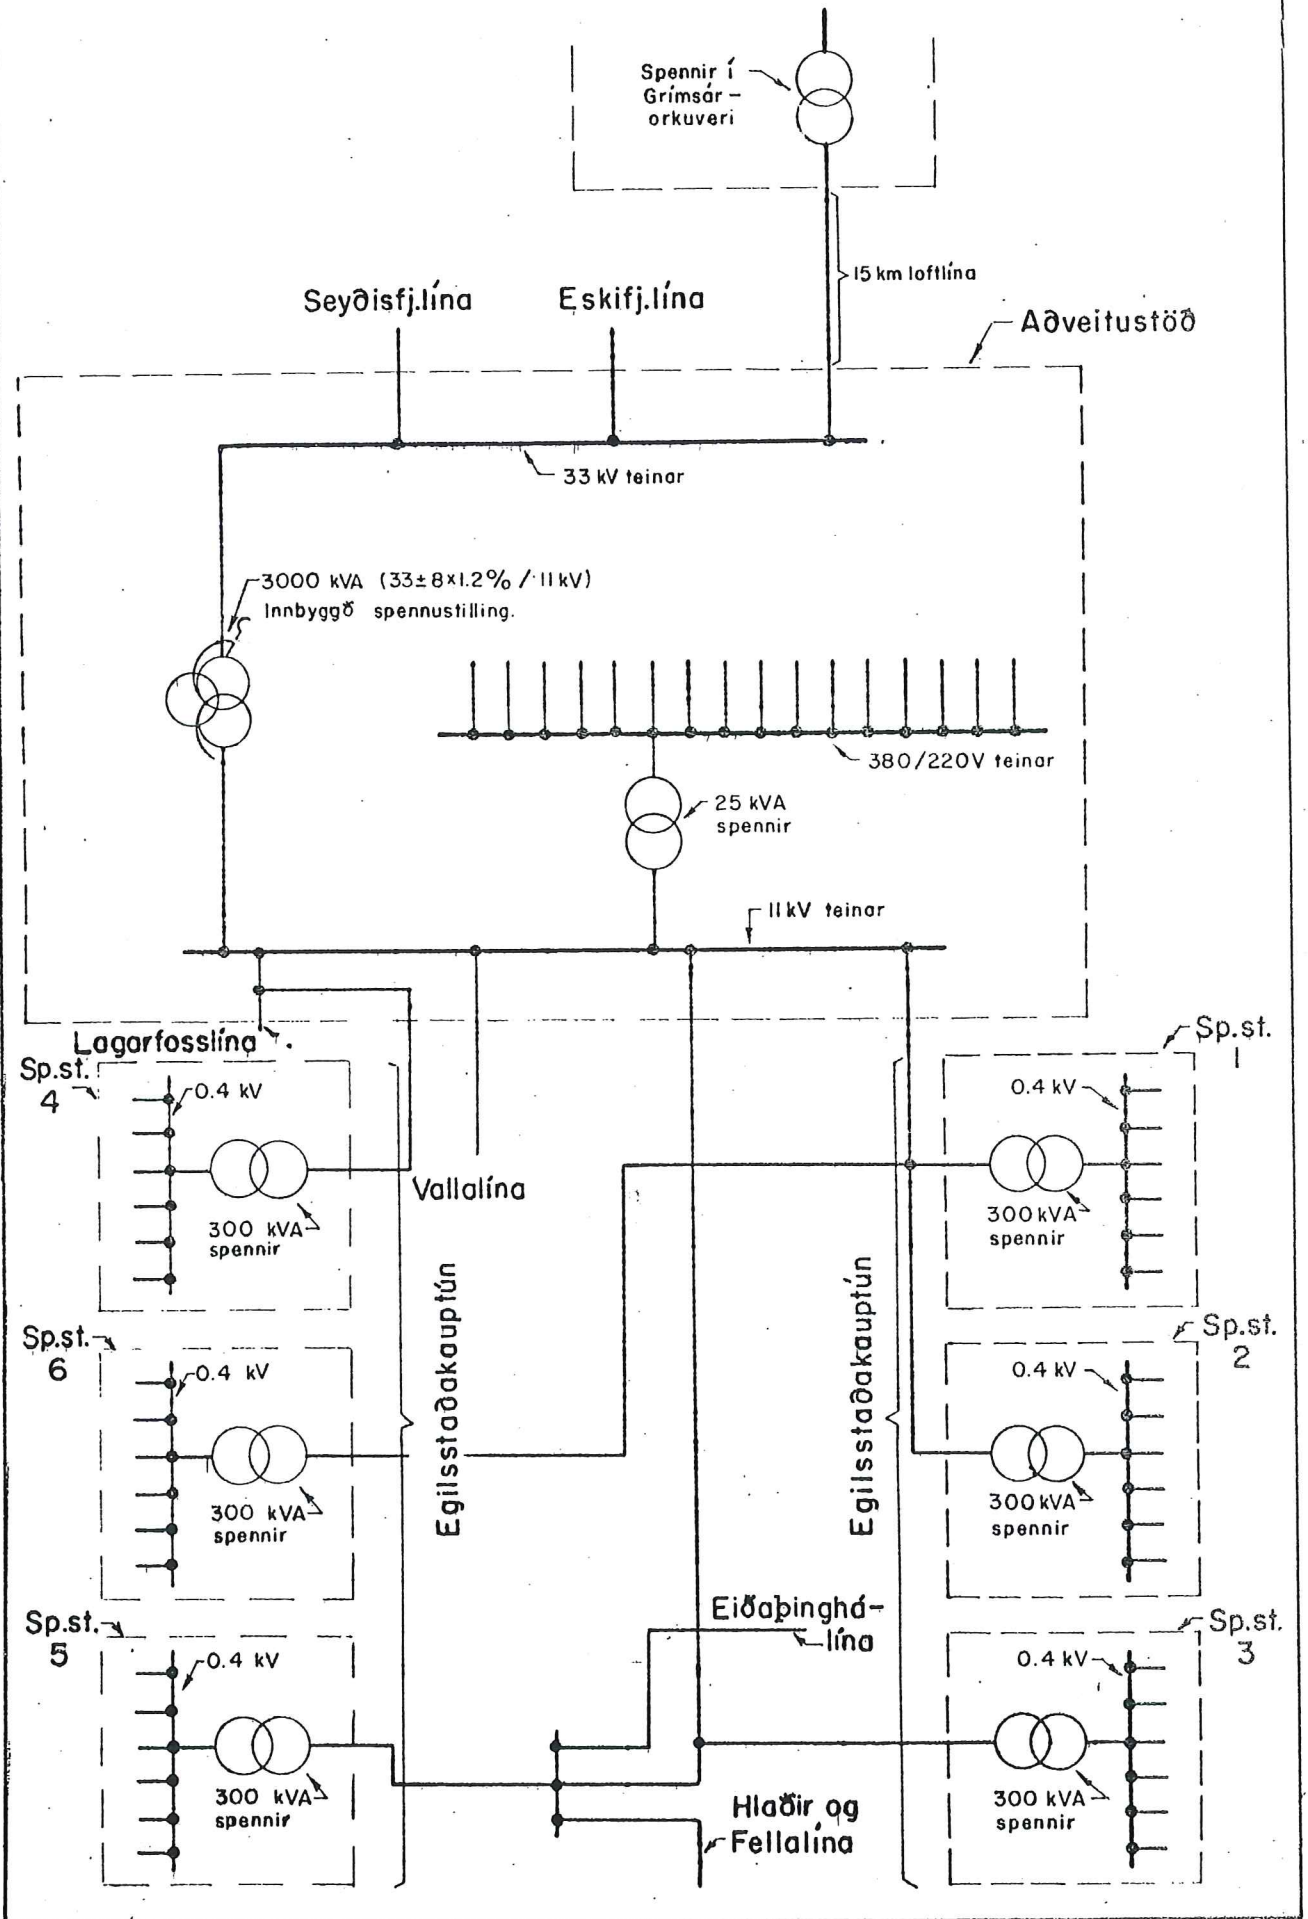 Spennir í
Grímsár-
orkuveri
15 km loftlína
Seyðisfj.lína
Eskifj.lína
Aðveitustöð
33 kV teinar
3000 kVA (33±8×1.2% / 11 kV)
Innbyggð spennustilling.
380/220V teinar
25 kVA
spennir
11 kV teinar
Lagarfosslína
Sp.st.
4
0.4 kV
300 kVA
spennir
Vallalína
Sp.st.
1
0.4 kV
300 kVA
spennir
Egilsstaðakauptún
Egilsstaðakauptún
Sp.st.
6
0.4 kV
300 kVA
spennir
Sp.st.
2
0.4 kV
300 kVA
spennir
Eiðaþinghá-
lína
Sp.st.
5
0.4 kV
300 kVA
spennir
Sp.st.
3
0.4 kV
300 kVA
spennir
Hlaðir og
Fellalína